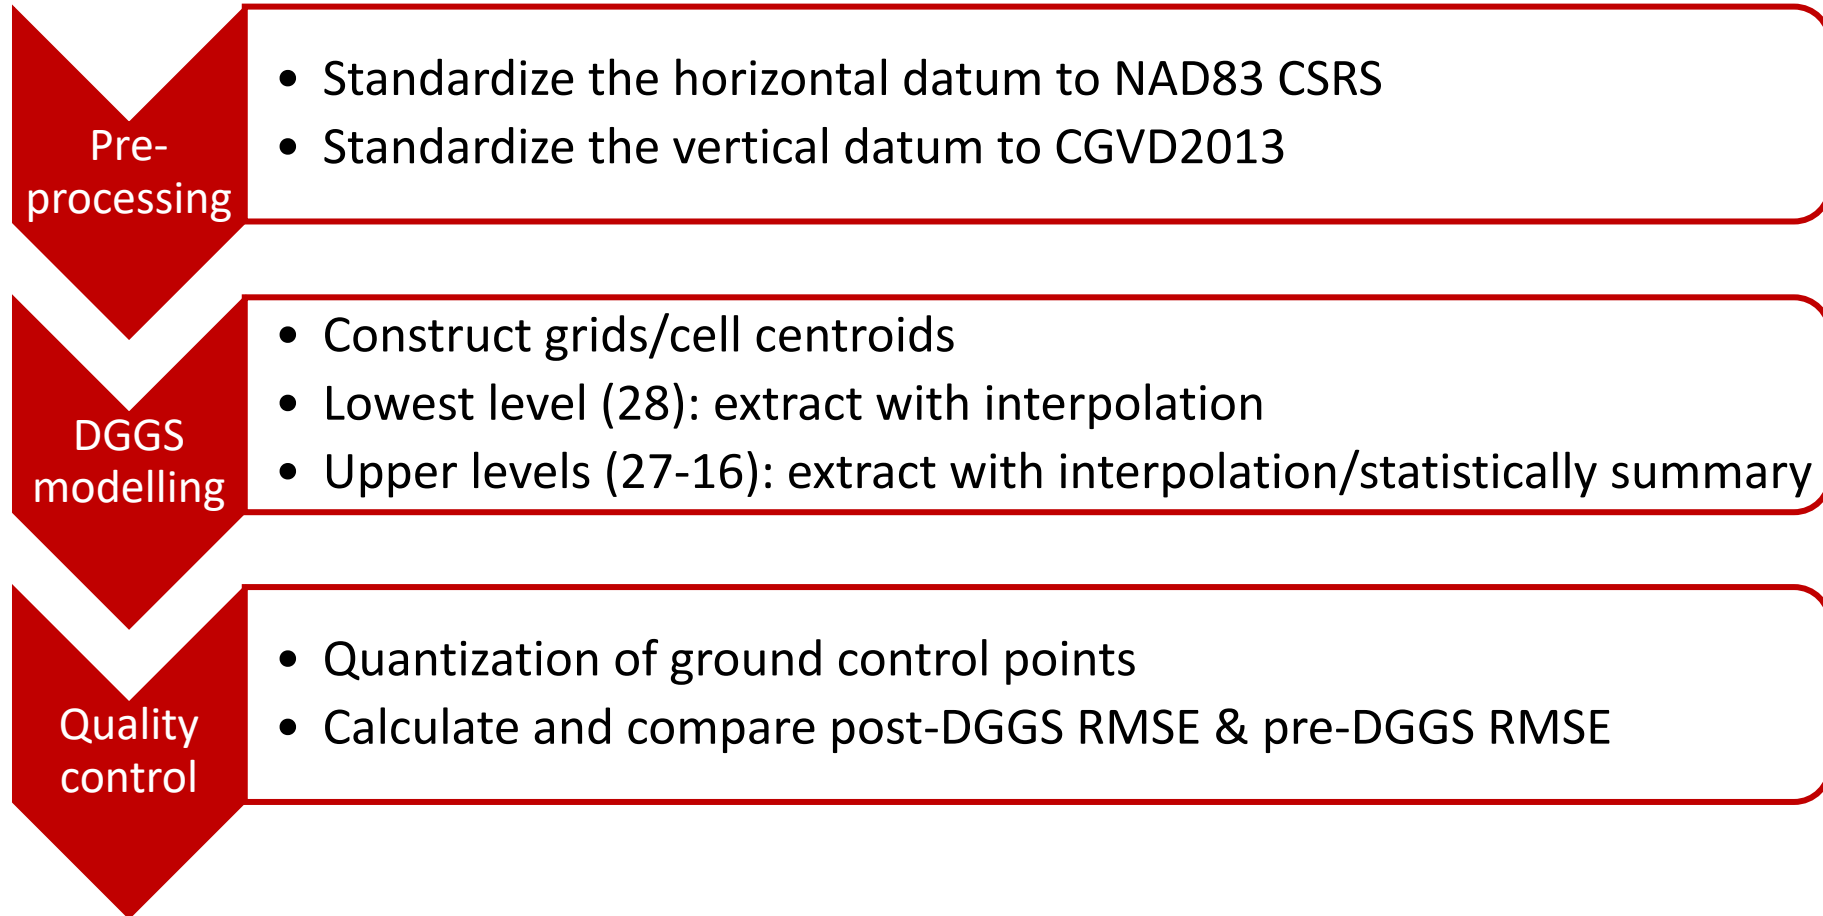 Pre-
processing
• Standardize the horizontal datum to NAD83 CSRS
• Standardize the vertical datum to CGVD2013
DGGS
modelling
• Construct grids/cell centroids
• Lowest level (28): extract with interpolation
• Upper levels (27-16): extract with interpolation/statistically summary
Quality
control
• Quantization of ground control points
• Calculate and compare post-DGGS RMSE & pre-DGGS RMSE